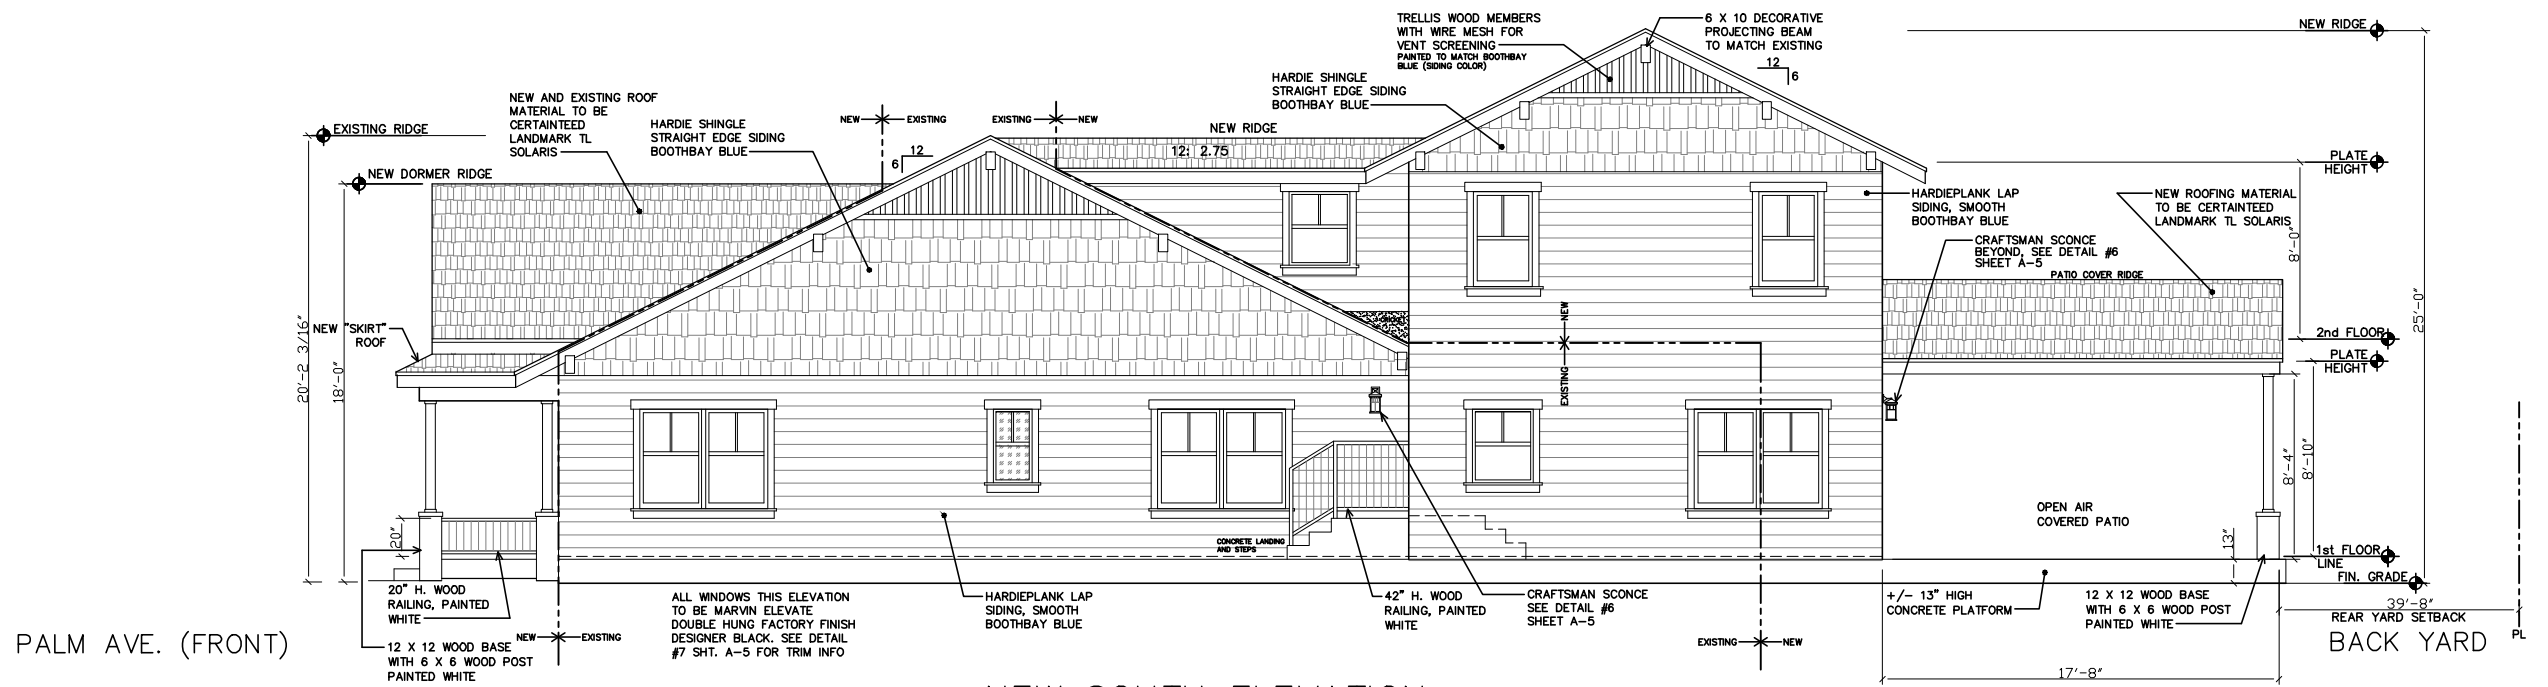 TRELLIS WOOD MEMBERS
WITH WIRE MESH FOR
VENT SCREENING
PAINTED TO MATCH BOOTHBAY
BLUE (SIDING COLOR)
6 X 10 DECORATIVE
PROJECTING BEAM
TO MATCH EXISTING
NEW RIDGE
12
6
HARDIE SHINGLE
STRAIGHT EDGE SIDING
BOOTHBAY BLUE
NEW AND EXISTING ROOF
MATERIAL TO BE
CERTAINTEED
LANDMARK TL
SOLARIS
HARDIE SHINGLE
STRAIGHT EDGE SIDING
BOOTHBAY BLUE
NEW EXISTING
EXISTING NEW
EXISTING RIDGE
NEW RIDGE
12: 2.75
12
6
NEW DORMER RIDGE
PLATE
HEIGHT
HARDIEPLANK LAP
SIDING, SMOOTH
BOOTHBAY BLUE
NEW ROOFING MATERIAL
TO BE CERTAINTEED
LANDMARK TL SOLARIS
CRAFTSMAN SCONCE
BEYOND, SEE DETAIL #6
SHEET A-5
8'-0"
PATIO COVER RIDGE
25'-0"
20'-2 3/16"
18'-0"
NEW "SKIRT"
ROOF
EXISTING NEW
2nd FLOOR
PLATE
HEIGHT
8'-4"
8'-10"
OPEN AIR
COVERED PATIO
20"
CONCRETE LANDING
AND STEPS
13"
1st FLOOR
LINE
FIN. GRADE
20" H. WOOD
RAILING, PAINTED
WHITE
12 X 12 WOOD BASE
WITH 6 X 6 WOOD POST
PAINTED WHITE
NEW EXISTING
ALL WINDOWS THIS ELEVATION
TO BE MARVIN ELEVATE
DOUBLE HUNG FACTORY FINISH
DESIGNER BLACK. SEE DETAIL
#7 SHT. A-5 FOR TRIM INFO
HARDIEPLANK LAP
SIDING, SMOOTH
BOOTHBAY BLUE
42" H. WOOD
RAILING, PAINTED
WHITE
CRAFTSMAN SCONCE
SEE DETAIL #6
SHEET A-5
EXISTING NEW
+/- 13" HIGH
CONCRETE PLATFORM
12 X 12 WOOD BASE
WITH 6 X 6 WOOD POST
PAINTED WHITE
39'-8"
REAR YARD SETBACK
PL
PALM AVE. (FRONT)
BACK YARD
17'-8"
NEW SOUTH ELEVATION